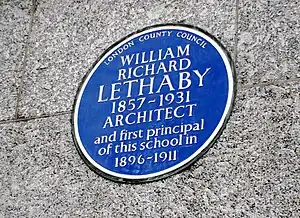 LONDON COUNTY COUNCIL
WILLIAM
RICHARD
LETHABY
1857~1931
ARCHITECT
and first principal
of this school in
1896~1911